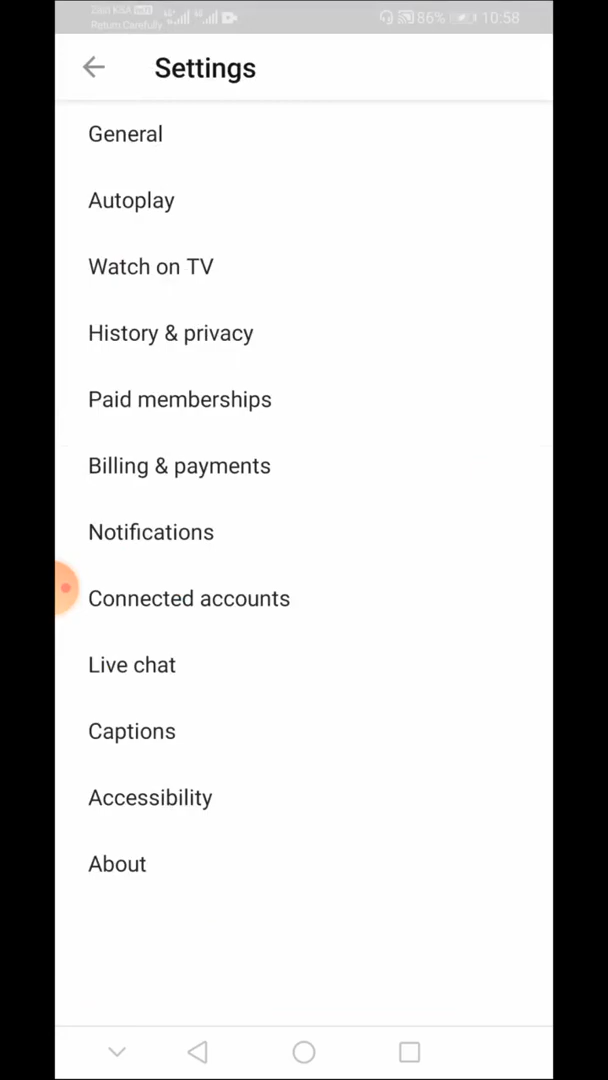 86% 10:58
Settings
General
Autoplay
Watch on TV
History & privacy
Paid memberships
Billing & payments
Notifications
Connected accounts
Live chat
Captions
Accessibility
About